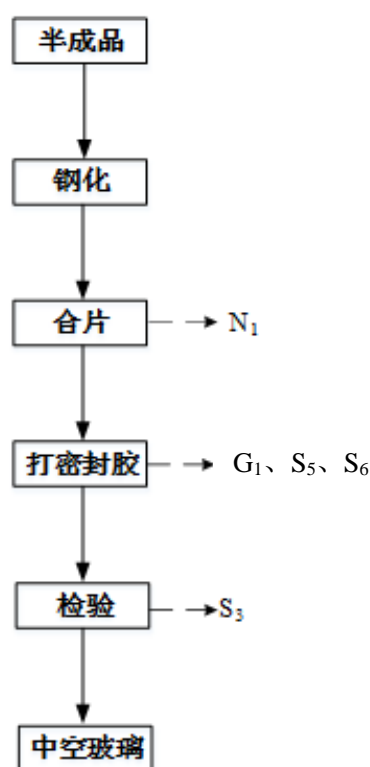 半成品
钢化
合片 N₁
打密封胶 G₁、S₅、S₆
检验 S₃
中空玻璃